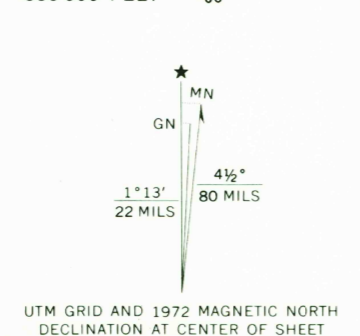 ★
MN
GN
1°13′
22 MILS
4½°
80 MILS
UTM GRID AND 1972 MAGNETIC NORTH
DECLINATION AT CENTER OF SHEET